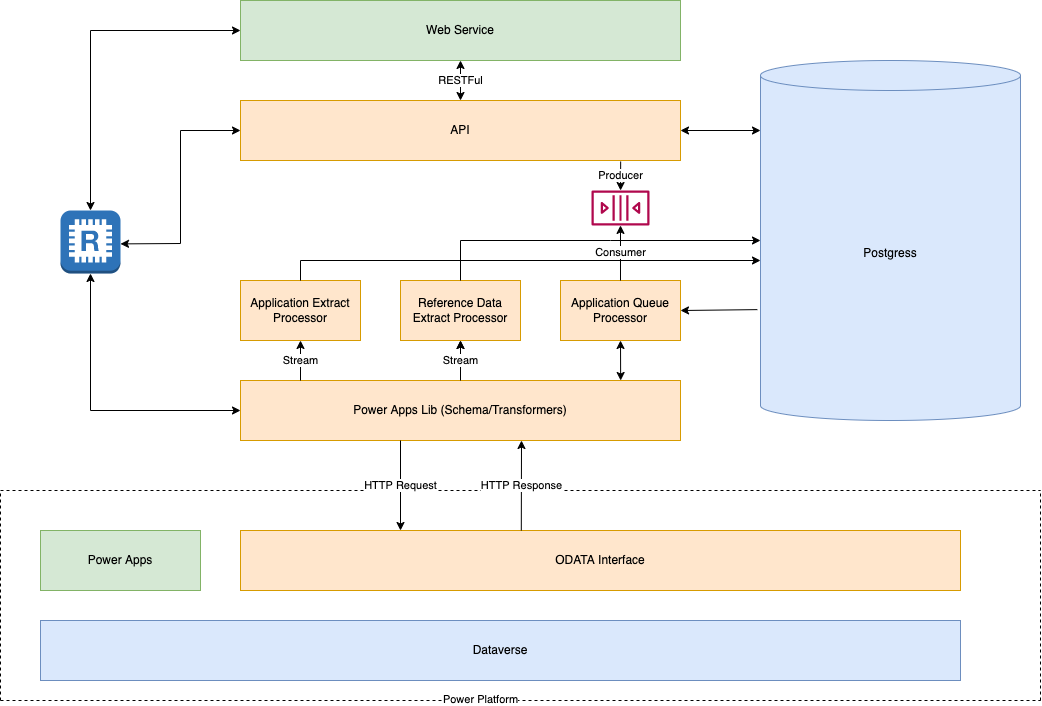 Web Service
RESTFul
API
Producer
R
Consumer
Postgress
Application Extract
Processor
Reference Data
Extract Processor
Application Queue
Processor
Stream
Stream
Power Apps Lib (Schema/Transformers)
HTTP Request
HTTP Response
Power Apps
ODATA Interface
Dataverse
Power Platform